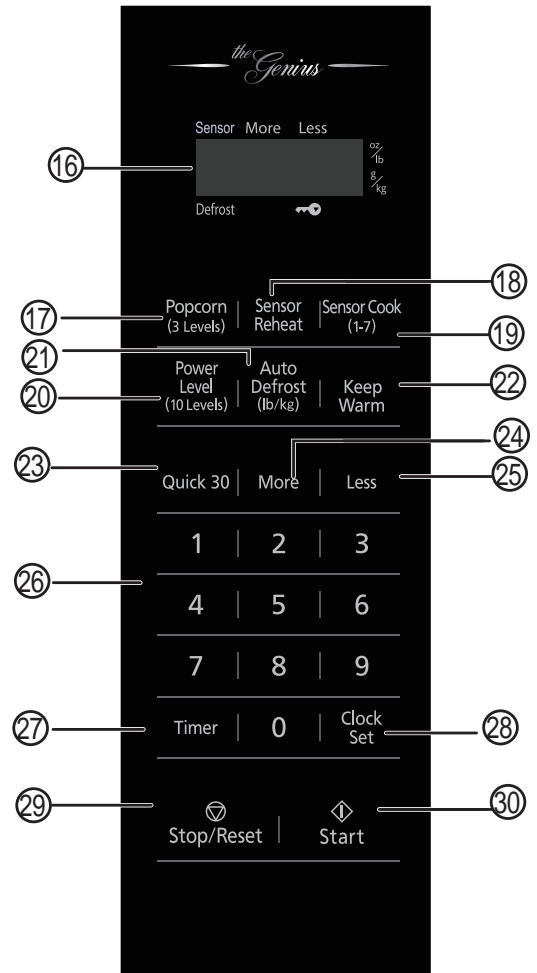 the Genius
Sensor More Less
16
oz/lb
g/kg
Defrost
18
17
Popcorn
(3 Levels)
Sensor
Reheat
Sensor Cook
(1-7)
19
21
20
Power
Level
(10 Levels)
Auto
Defrost
(lb/kg)
Keep
Warm
22
24
23
Quick 30 More Less
25
1 2 3
26
4 5 6
7 8 9
27
Timer 0
Clock
Set
28
29
Stop/Reset
Start
30